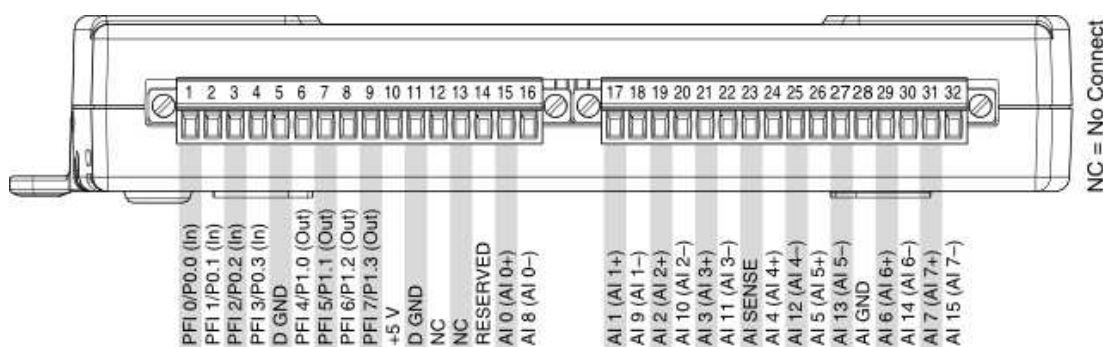 1 2 3 4 5 6 7 8 9 10 11 12 13 14 15 16
17 18 19 20 21 22 23 24 25 26 27 28 29 30 31 32
PFI 0/P0.0 (In)
PFI 1/P0.1 (In)
PFI 2/P0.2 (In)
PFI 3/P0.3 (In)
D GND
PFI 4/P1.0 (Out)
PFI 5/P1.1 (Out)
PFI 6/P1.2 (Out)
PFI 7/P1.3 (Out)
+5 V
D GND
NC
NC
RESERVED
AI 0 (AI 0+)
AI 8 (AI 0–)
AI 1 (AI 1+)
AI 9 (AI 1–)
AI 2 (AI 2+)
AI 10 (AI 2–)
AI 3 (AI 3+)
AI 11 (AI 3–)
AI SENSE
AI 4 (AI 4+)
AI 12 (AI 4–)
AI 5 (AI 5+)
AI 13 (AI 5–)
AI GND
AI 6 (AI 6+)
AI 14 (AI 6–)
AI 7 (AI 7+)
AI 15 (AI 7–)
NC = No Connect